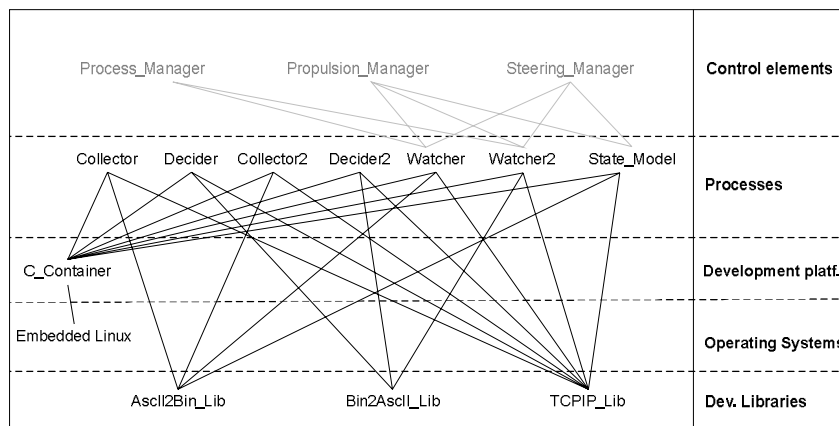 Process_Manager Propulsion_Manager Steering_Manager Control elements
Collector Decider Collector2 Decider2 Watcher Watcher2 State_Model
Processes
C_Container Development platf.
Embedded Linux Operating Systems
AscII2Bin_Lib Bin2AscII_Lib TCPIP_Lib Dev. Libraries